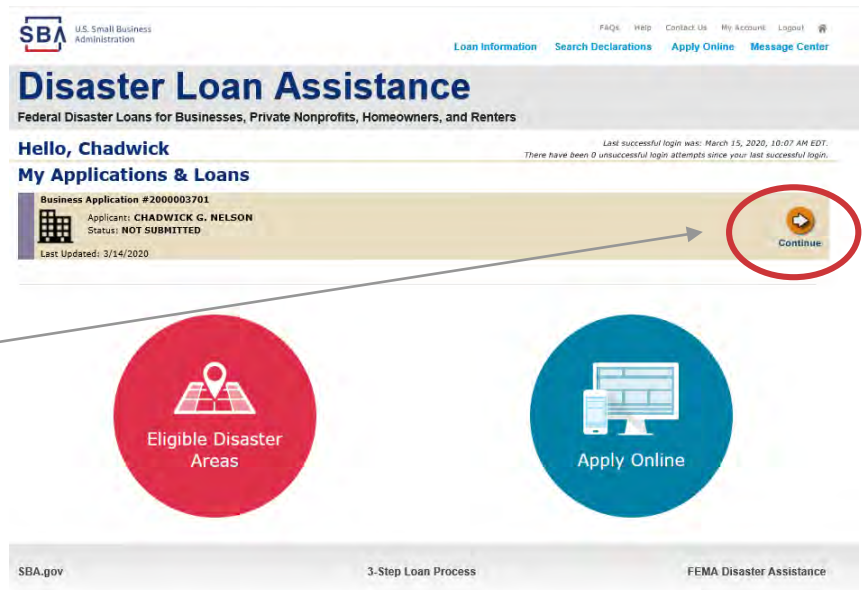 SBA U.S. Small Business
Administration
FAQs Help Contact Us My Account Logout
Loan Information Search Declarations Apply Online Message Center
Disaster Loan Assistance
Federal Disaster Loans for Businesses, Private Nonprofits, Homeowners, and Renters
Hello, Chadwick
Last successful login was: March 15, 2020, 10:07 AM EDT.
There have been 0 unsuccessful login attempts since your last successful login.
My Applications & Loans
Business Application #2000003701
Applicant: CHADWICK G. NELSON
Status: NOT SUBMITTED
Continue
Last Updated: 3/14/2020
Eligible Disaster
Areas
Apply Online
SBA.gov 3-Step Loan Process FEMA Disaster Assistance